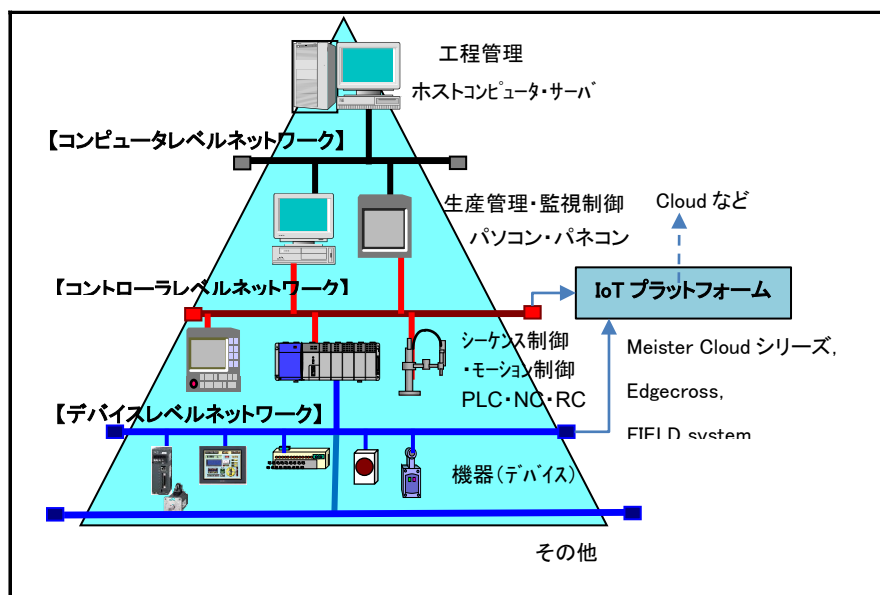 工程管理
ホストコンピュータ・サーバ
【コンピュータレベルネットワーク】
生産管理・監視制御
パソコン・パネコン
Cloud など
【コントローラレベルネットワーク】
IoT プラットフォーム
シーケンス制御
・モーション制御
PLC・NC・RC
Meister Cloud シリーズ,
Edgecross,
FIELD system
【デバイスレベルネットワーク】
機器(デバイス)
その他